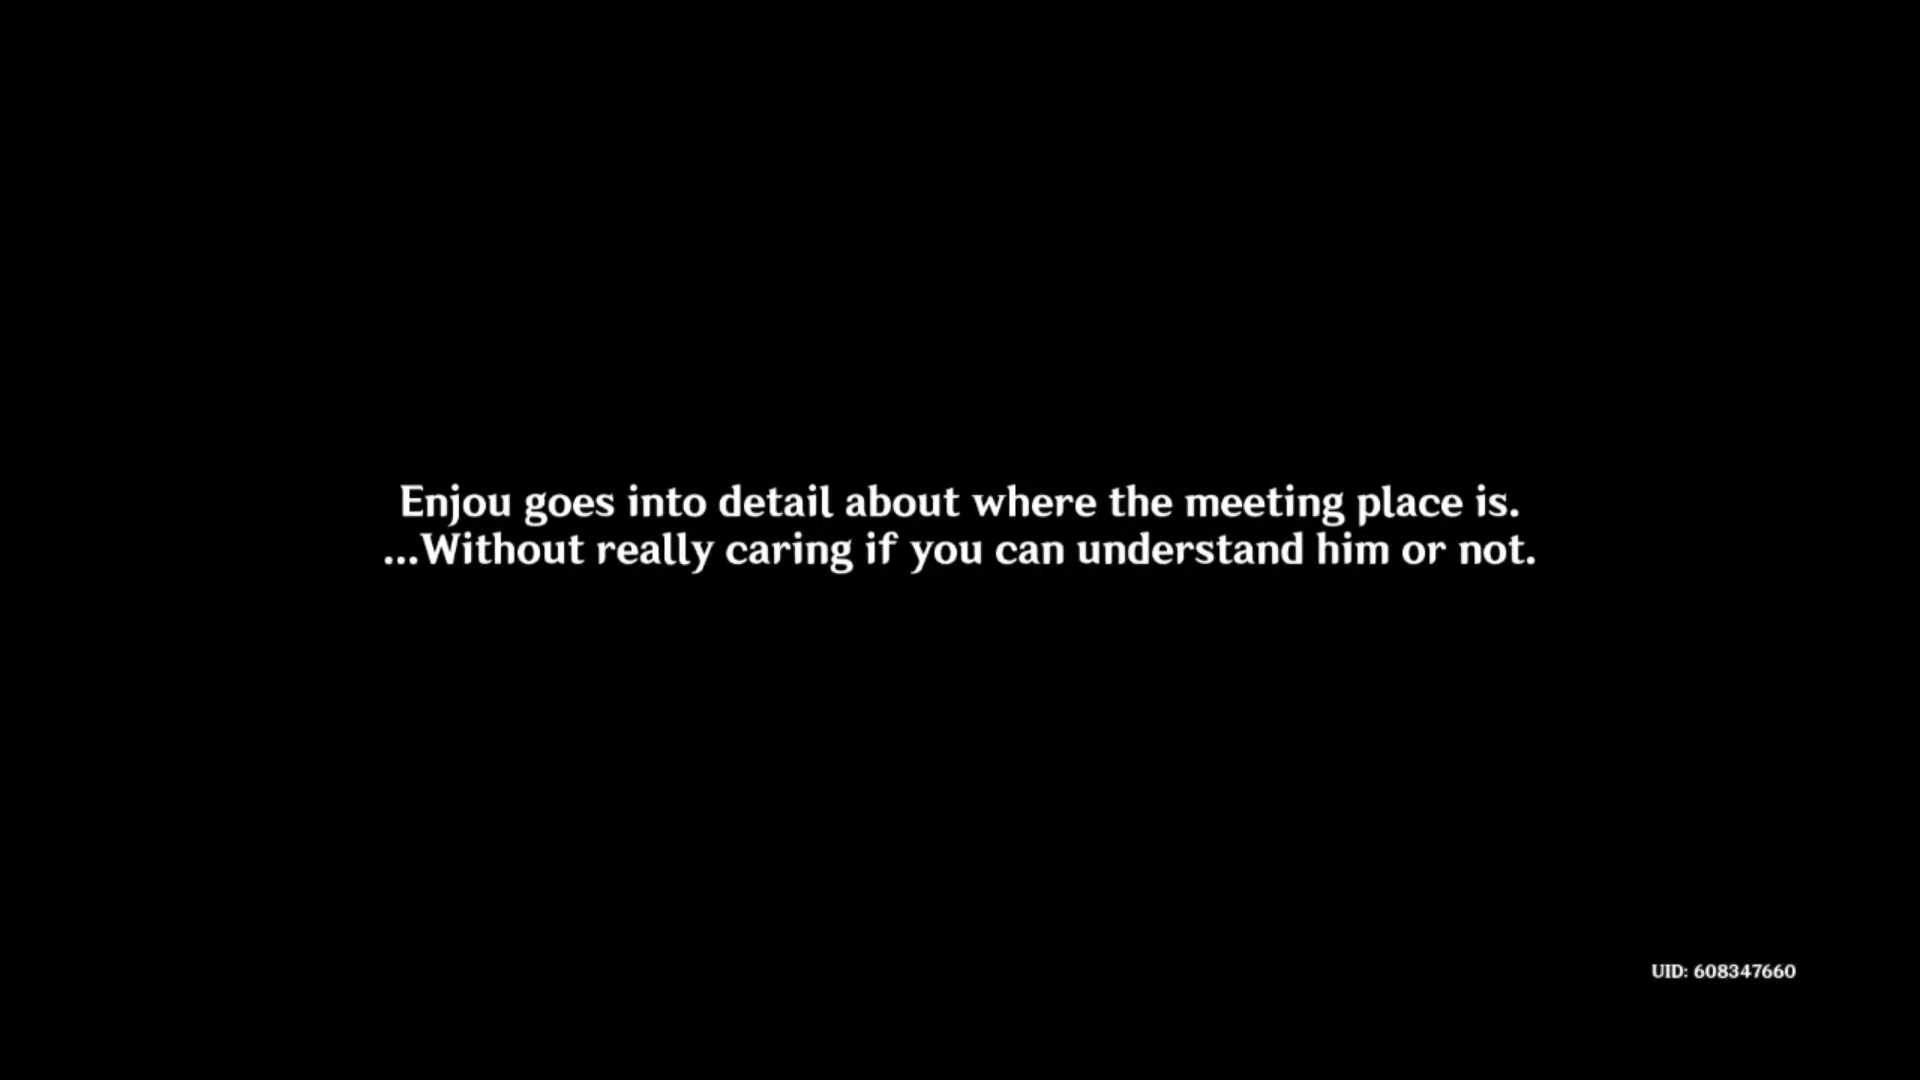 Enjou goes into detail about where the meeting place is.
...Without really caring if you can understand him or not.
UID: 608347660